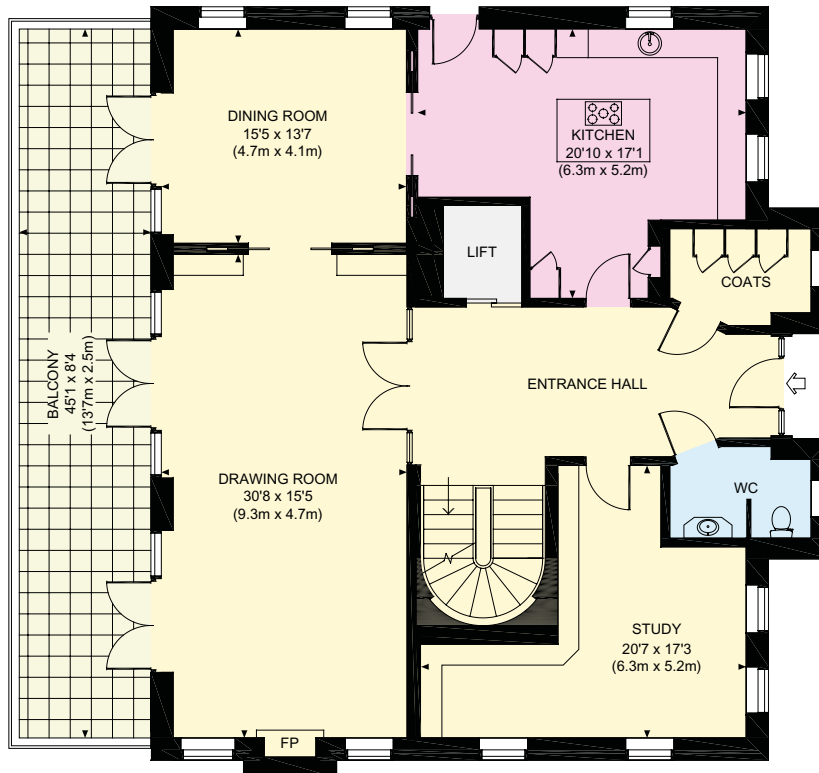 DINING ROOM
15'5 x 13'7
(4.7m x 4.1m)
KITCHEN
20'10 x 17'1
(6.3m x 5.2m)
LIFT
COATS
BALCONY
45'1 x 8'4
(13'7m x 2.5m)
ENTRANCE HALL
DRAWING ROOM
30'8 x 15'5
(9.3m x 4.7m)
WC
STUDY
20'7 x 17'3
(6.3m x 5.2m)
N
FP